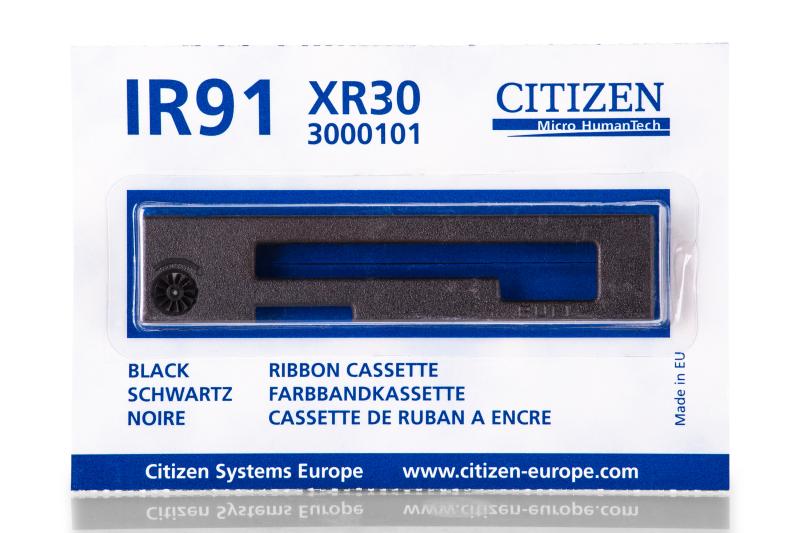 IR91 XR30
3000101
CITIZEN
Micro HumanTech
BLACK RIBBON CASSETTE
SCHWARTZ FARBBANDKASSETTE
NOIRE CASSETTE DE RUBAN A ENCRE
Made in EU
Citizen Systems Europe www.citizen-europe.com